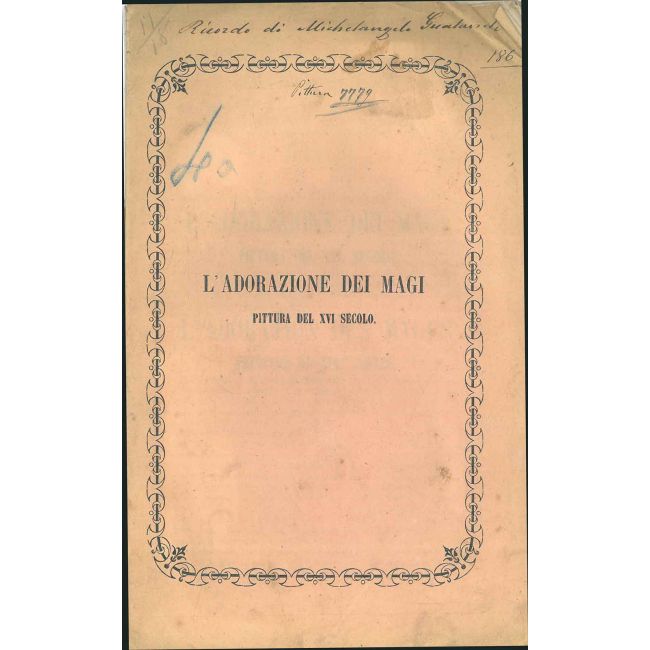 Ricordo di Michelangelo Gualandi
186
Pittura 7779
L'ADORAZIONE DEI MAGI
PITTURA DEL XVI SECOLO.